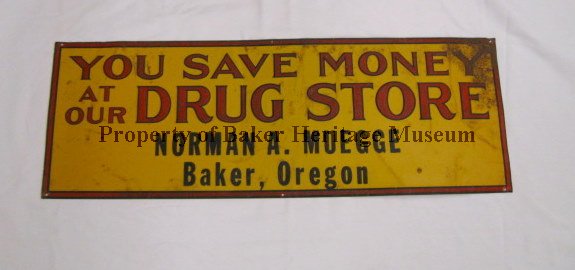 YOU SAVE MONEY
AT OUR DRUG STORE
Property of Baker Heritage Museum
NORMAN A. MUEGGE
Baker, Oregon